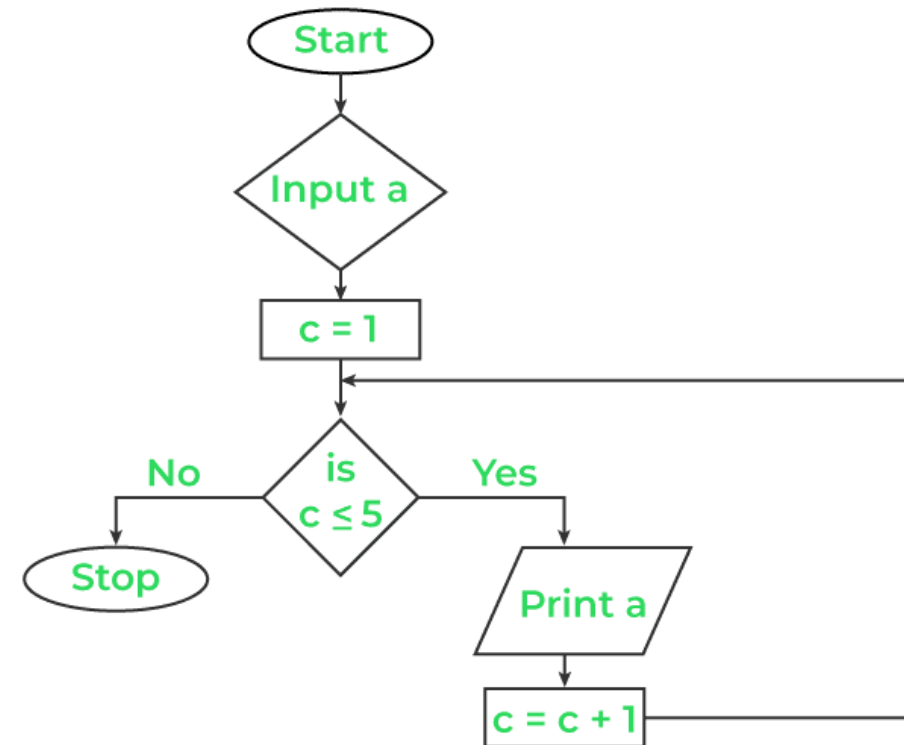 Start
Input a
c = 1
No
is
c ≤ 5
Yes
Stop
Print a
c = c + 1